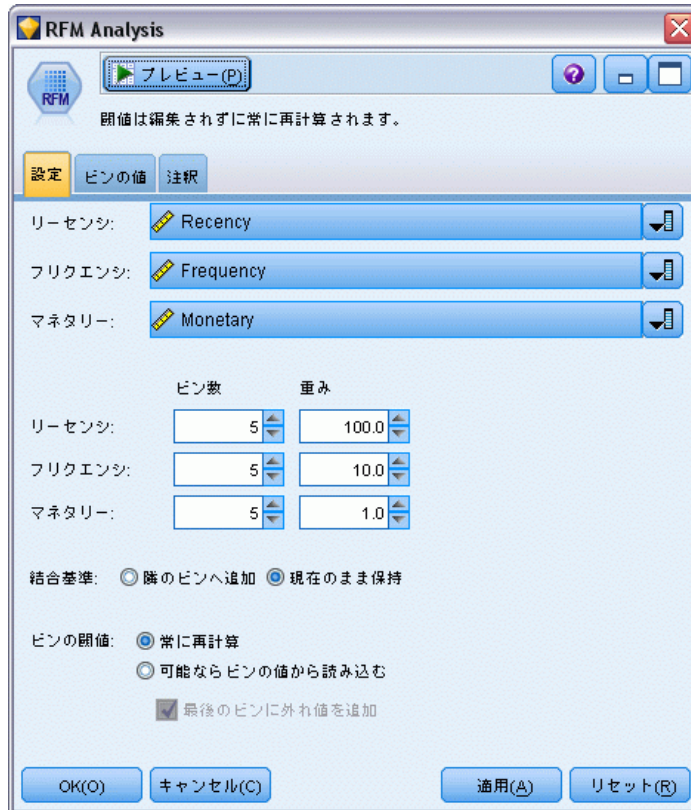 RFM Analysis
プレビュー(P)
RFM
閾値は編集されずに常に再計算されます。
設定 ビンの値 注釈
リーセンシ: Recency
フリクエンシ: Frequency
マネタリー: Monetary
ビン数 重み
リーセンシ: 5 100.0
フリクエンシ: 5 10.0
マネタリー: 5 1.0
結合基準: 隣のビンへ追加 現在のまま保持
ビンの閾値: 常に再計算
可能ならビンの値から読み込む
最後のビンに外れ値を追加
OK(O) キャンセル(C) 適用(A) リセット(R)